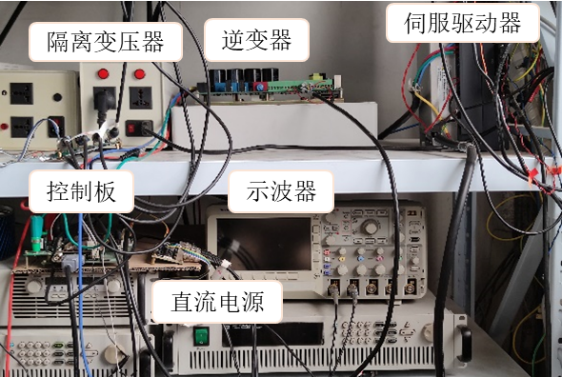 隔离变压器
逆变器
伺服驱动器
控制板
示波器
直流电源